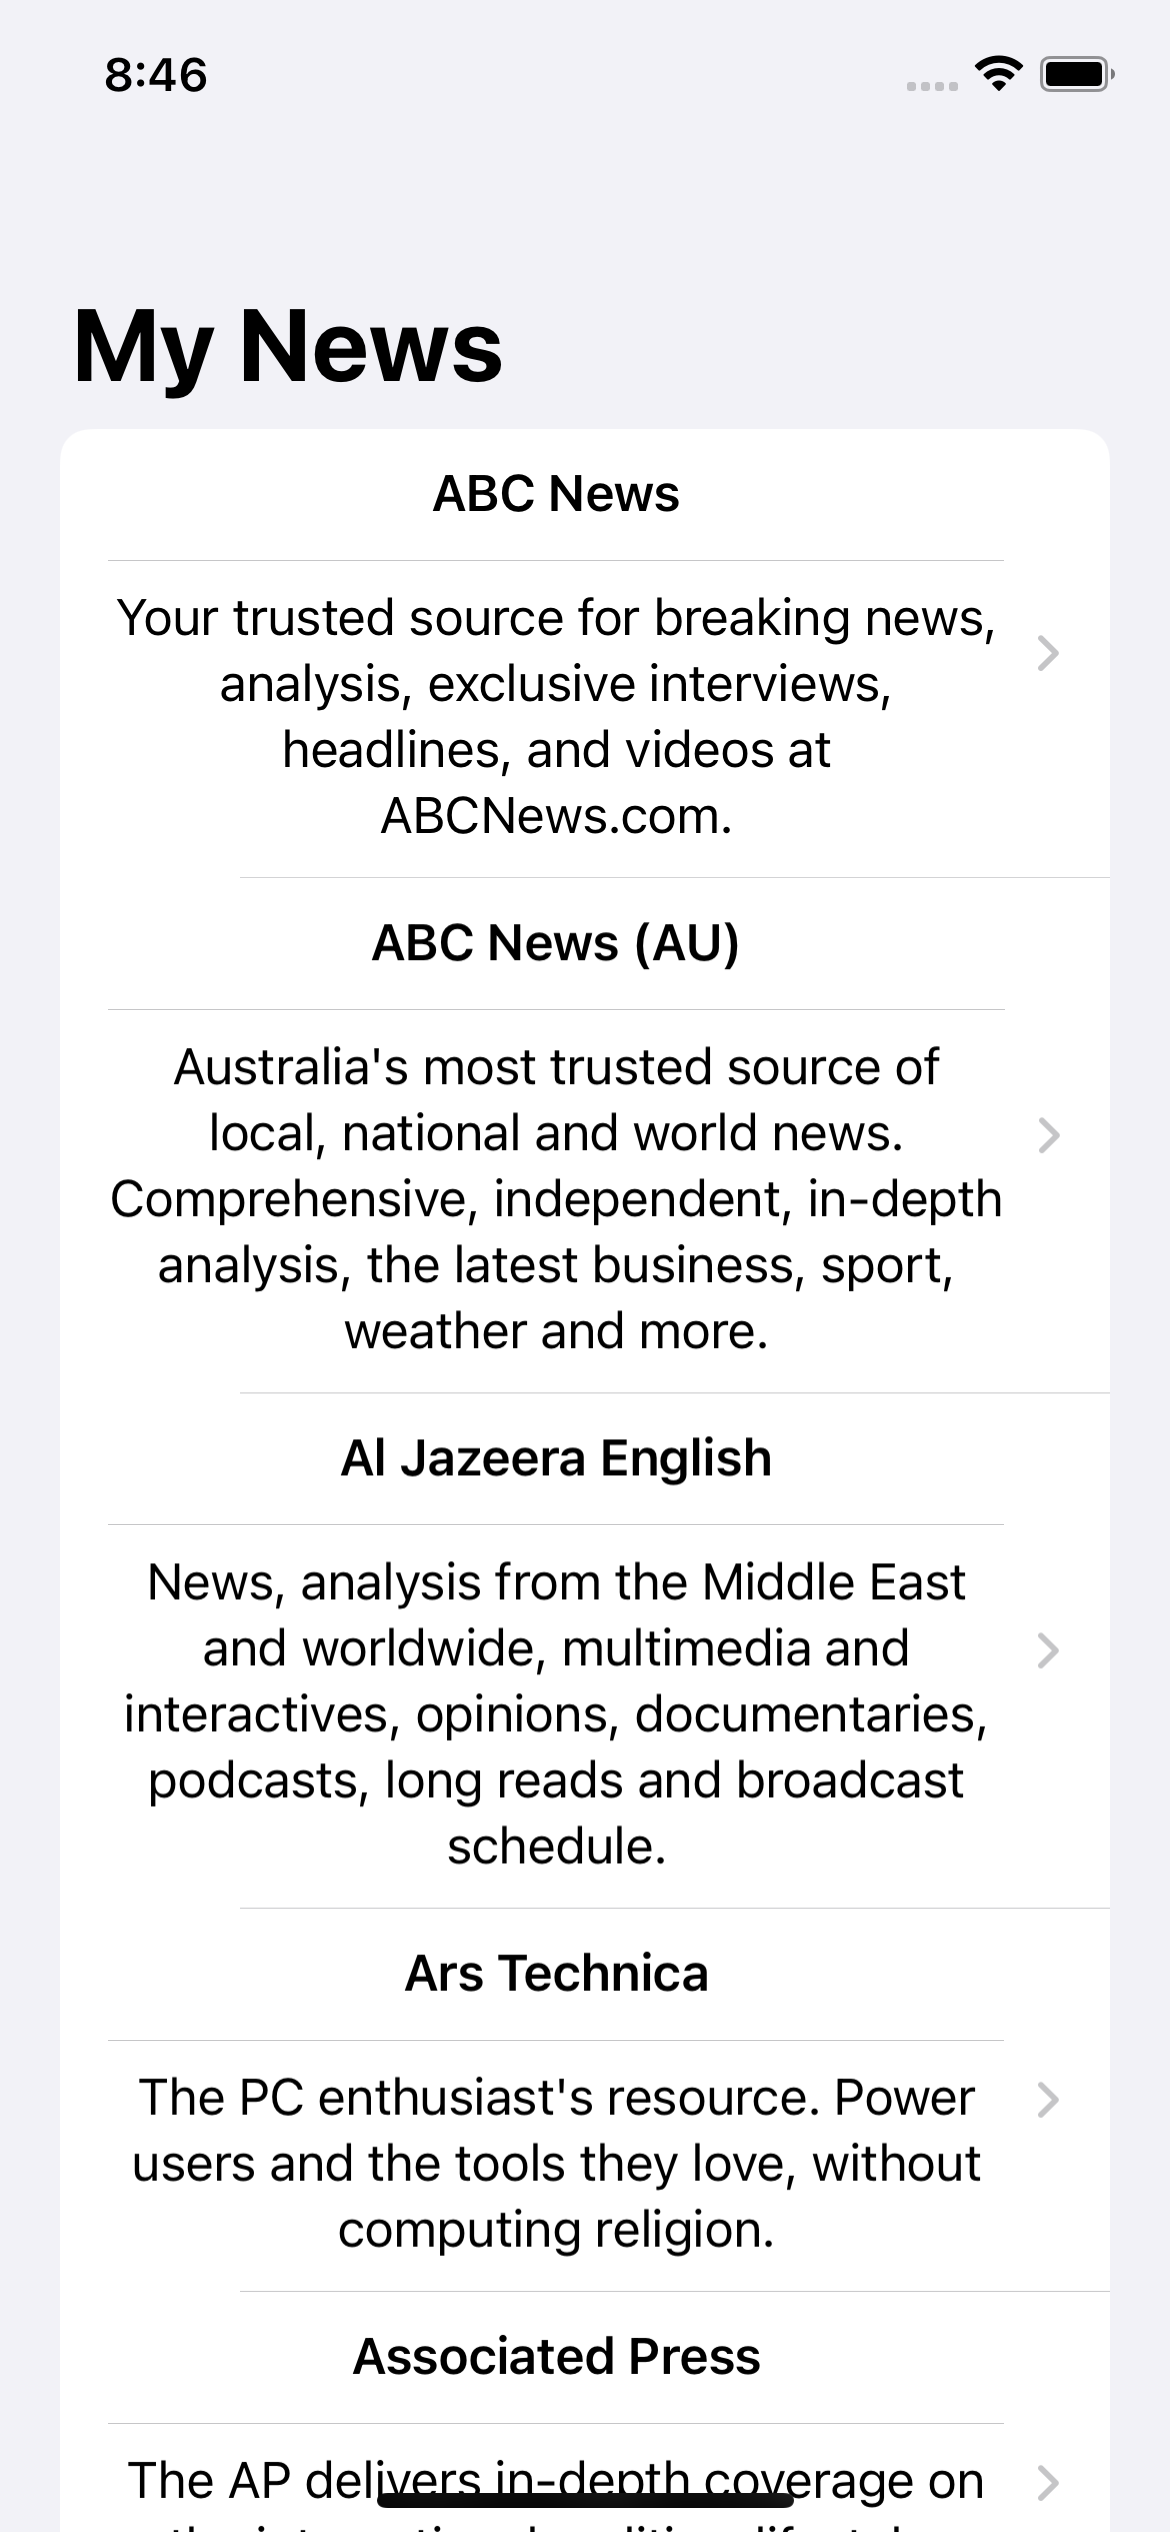 8:46
My News
ABC News
Your trusted source for breaking news,
analysis, exclusive interviews,
headlines, and videos at
ABCNews.com.
ABC News (AU)
Australia's most trusted source of
local, national and world news.
Comprehensive, independent, in-depth
analysis, the latest business, sport,
weather and more.
Al Jazeera English
News, analysis from the Middle East
and worldwide, multimedia and
interactives, opinions, documentaries,
podcasts, long reads and broadcast
schedule.
Ars Technica
The PC enthusiast's resource. Power
users and the tools they love, without
computing religion.
Associated Press
The AP delivers in-depth coverage on